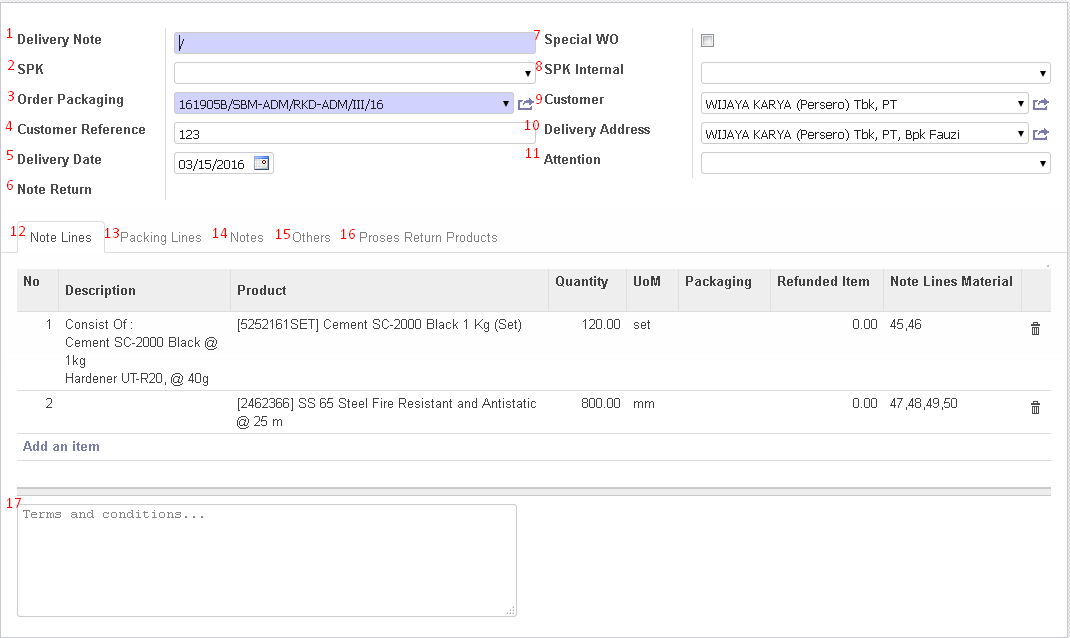 1 Delivery Note /
2 SPK
3 Order Packaging 161905B/SBM-ADM/RKD-ADM/III/16
4 Customer Reference 123
5 Delivery Date 03/15/2016
6 Note Return
7 Special WO
8 SPK Internal
9 Customer WIJAYA KARYA (Persero) Tbk, PT
10 Delivery Address WIJAYA KARYA (Persero) Tbk, PT, Bpk Fauzi
11 Attention
12 Note Lines 13 Packing Lines 14 Notes 15 Others 16 Proses Return Products
No Description Product Quantity UoM Packaging Refunded Item Note Lines Material
1 Consist Of : [5252161SET] Cement SC-2000 Black 1 Kg (Set) 120.00 set 0.00 45,46
Cement SC-2000 Black @
1kg
Hardener UT-R20, @ 40g
2 [2462366] SS 65 Steel Fire Resistant and Antistatic 800.00 mm 0.00 47,48,49,50
@ 25 m
Add an item
17
Terms and conditions...